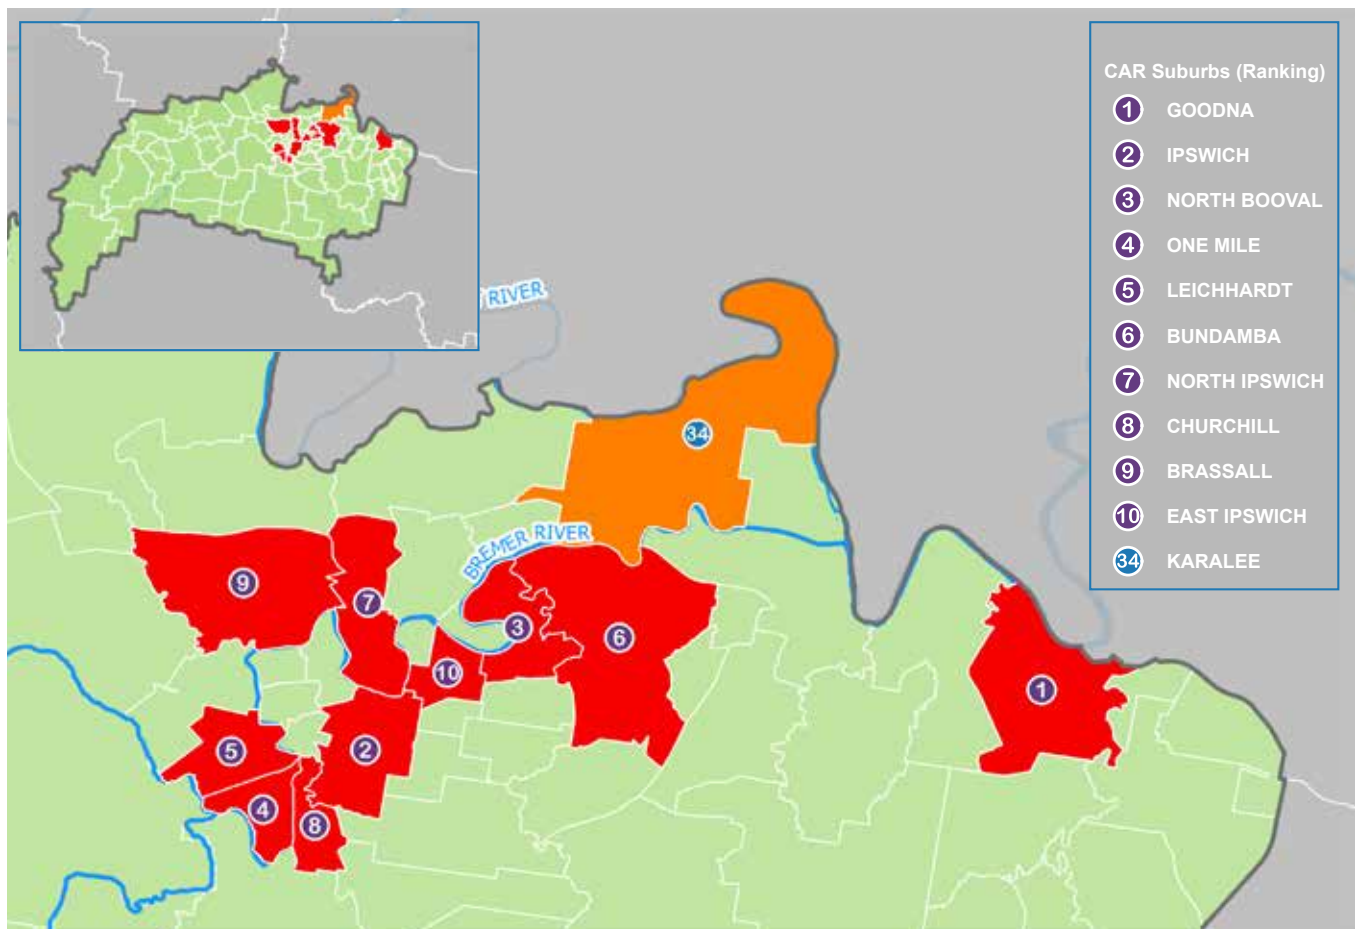 CAR Suburbs (Ranking)
1 GOODNA
2 IPSWICH
3 NORTH BOOVAL
4 ONE MILE
5 LEICHHARDT
6 BUNDAMBA
7 NORTH IPSWICH
8 CHURCHILL
9 BRASSALL
10 EAST IPSWICH
34 KARALEE
RIVER
34
BREMER RIVER
9
7
3
6
10
1
5
2
4
8